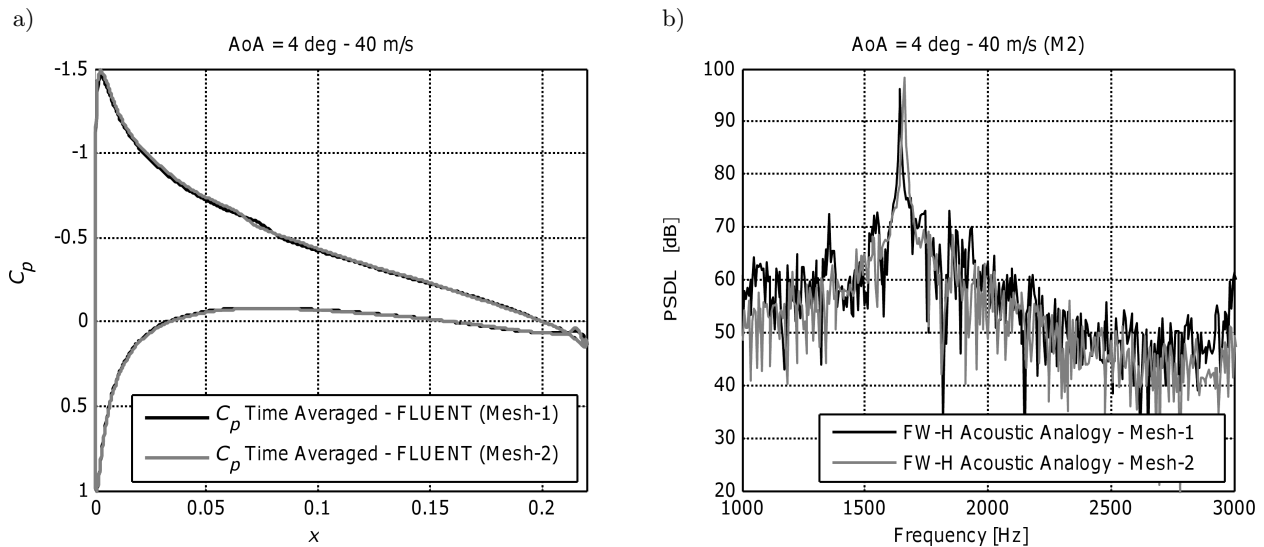 a)
AoA = 4 deg - 40 m/s
-1.5
-1
-0.5
0
0.5
1
Cp
0
0.05
0.1
0.15
0.2
x
Cp Time Averaged - FLUENT (Mesh-1)
Cp Time Averaged - FLUENT (Mesh-2)
b)
AoA = 4 deg - 40 m/s (M2)
100
90
80
70
60
50
40
30
20
PSDL [dB]
1000
1500
2000
2500
3000
Frequency [Hz]
FW-H Acoustic Analogy - Mesh-1
FW-H Acoustic Analogy - Mesh-2